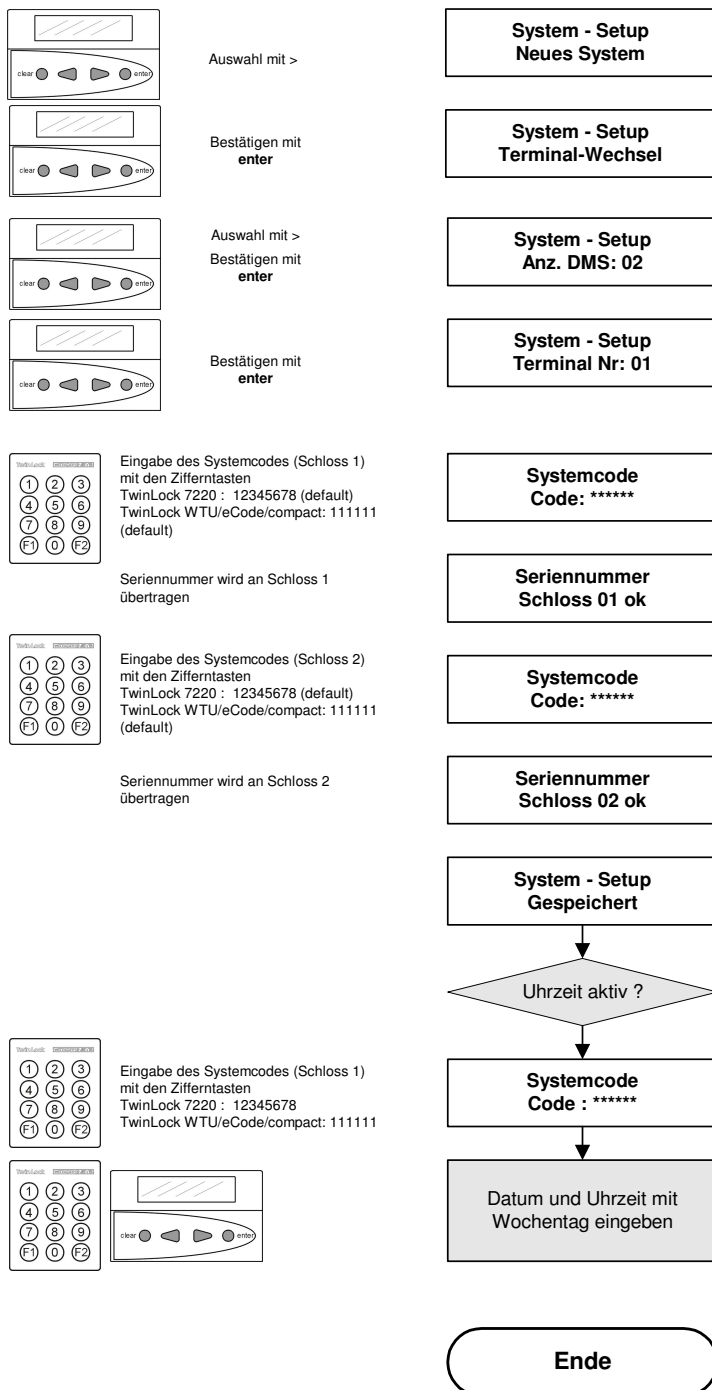 System - Setup
Neues System
clear
enter
Auswahl mit >
System - Setup
Terminal-Wechsel
clear
enter
Bestätigen mit
enter
System - Setup
Anz. DMS: 02
clear
enter
Auswahl mit >
Bestätigen mit
enter
System - Setup
Terminal Nr: 01
clear
enter
Bestätigen mit
enter
TwinLock
1 2 3
4 5 6
7 8 9
F1 0 F2
Eingabe des Systemcodes (Schloss 1)
mit den Zifferntasten
TwinLock 7220 : 12345678 (default)
TwinLock WTU/eCode/compact: 111111
(default)
Systemcode
Code: ******
Seriennummer wird an Schloss 1
übertragen
Seriennummer
Schloss 01 ok
TwinLock
1 2 3
4 5 6
7 8 9
F1 0 F2
Eingabe des Systemcodes (Schloss 2)
mit den Zifferntasten
TwinLock 7220 : 12345678 (default)
TwinLock WTU/eCode/compact: 111111
(default)
Systemcode
Code: ******
Seriennummer wird an Schloss 2
übertragen
Seriennummer
Schloss 02 ok
System - Setup
Gespeichert
Uhrzeit aktiv ?
TwinLock
1 2 3
4 5 6
7 8 9
F1 0 F2
Eingabe des Systemcodes (Schloss 1)
mit den Zifferntasten
TwinLock 7220 : 12345678
TwinLock WTU/eCode/compact: 111111
Systemcode
Code : ******
TwinLock
1 2 3
4 5 6
7 8 9
F1 0 F2
clear
enter
Datum und Uhrzeit mit
Wochentag eingeben
Ende